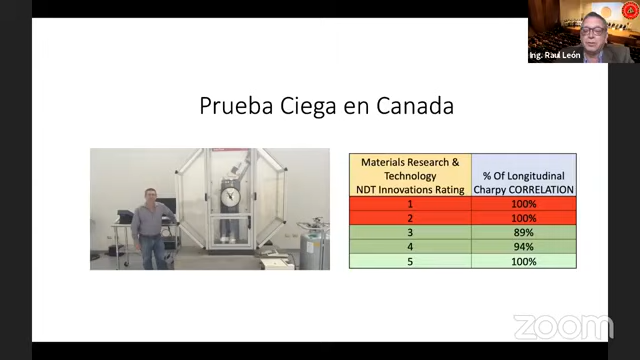 Ing. Raul León
Prueba Ciega en Canada
Materials Research &
Technology
NDT Innovations Rating
% Of Longitudinal
Charpy CORRELATION
1 100%
2 100%
3 89%
4 94%
5 100%
zoom